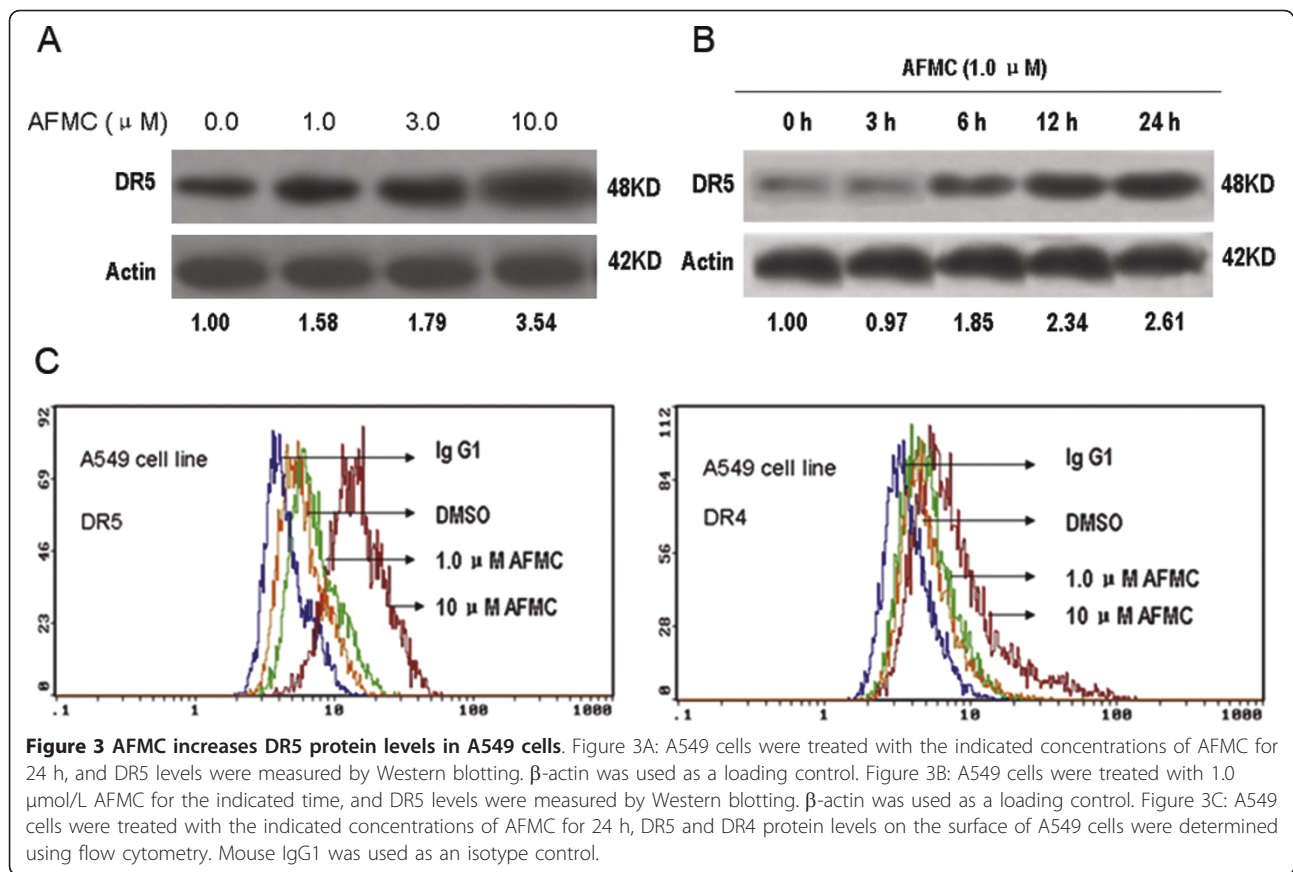 A
AFMC (μM) 0.0 1.0 3.0 10.0
DR5 48KD
Actin 42KD
1.00 1.58 1.79 3.54
B
AFMC (1.0 μM)
0 h 3 h 6 h 12 h 24 h
DR5 48KD
Actin 42KD
1.00 0.97 1.85 2.34 2.61
C
92
69
46
23
0
A549 cell line
DR5
Ig G1
DMSO
1.0 μM AFMC
10 μM AFMC
.1 1 10 100 1000
112
84
56
28
0
A549 cell line
DR4
Ig G1
DMSO
1.0 μM AFMC
10 μM AFMC
.1 1 10 100 1000
Figure 3 AFMC increases DR5 protein levels in A549 cells. Figure 3A: A549 cells were treated with the indicated concentrations of AFMC for
24 h, and DR5 levels were measured by Western blotting. β-actin was used as a loading control. Figure 3B: A549 cells were treated with 1.0
μmol/L AFMC for the indicated time, and DR5 levels were measured by Western blotting. β-actin was used as a loading control. Figure 3C: A549
cells were treated with the indicated concentrations of AFMC for 24 h, DR5 and DR4 protein levels on the surface of A549 cells were determined
using flow cytometry. Mouse IgG1 was used as an isotype control.